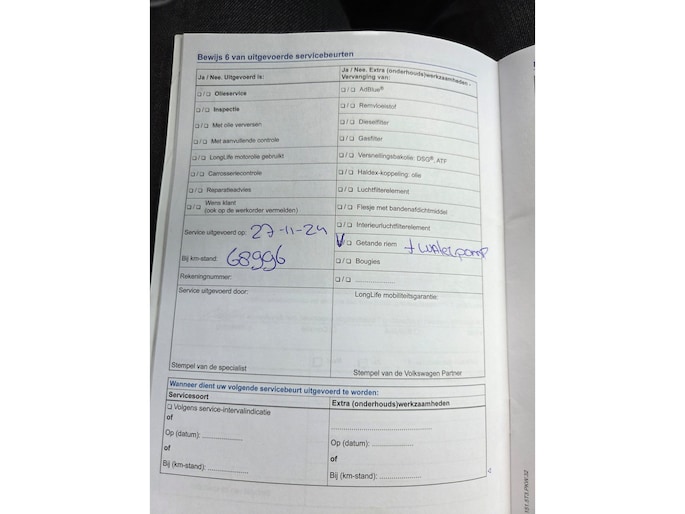 Bewijs 6 van uitgevoerde servicebeurten
Ja / Nee. Uitgevoerd is:
❑ / ❑ Olieservice
❑ / ❑ Inspectie
❑ / ❑ Met olie verversen
❑ / ❑ Met aanvullende controle
❑ / ❑ LongLife motorolie gebruikt
❑ / ❑ Carrosseriecontrole
❑ / ❑ Reparatieadvies
❑ / ❑ Wens klant
(ook op de werkorder vermelden)
Service uitgevoerd op: 27-11-24
Bij km-stand: 68996
Rekeningnummer:
Service uitgevoerd door:
Stempel van de specialist
Ja / Nee. Extra (onderhouds)werkzaamheden -
Vervanging van:
❑ / ❑ AdBlue®
❑ / ❑ Remvloeistof
❑ / ❑ Dieselfilter
❑ / ❑ Gasfilter
❑ / ❑ Versnellingsbakolie: DSG®, ATF
❑ / ❑ Haldex-koppeling: olie
❑ / ❑ Luchtfilterelement
❑ / ❑ Flesje met bandenafdichtmiddel
❑ / ❑ Interieurluchtfilterelement
V / ❑ Getande riem + waterpomp
❑ / ❑ Bougies
❑ / ❑ ....................
LongLife mobiliteitsgarantie:
Stempel van de Volkswagen Partner
Wanneer dient uw volgende servicebeurt uitgevoerd te worden:
Servicesoort
❑ Volgens service-intervalindicatie
of
Op (datum): ..............
of
Bij (km-stand): ..............
Extra (onderhouds)werkzaamheden
...................................
Op (datum): ..............
of
Bij (km-stand): ..............
151.5T3.PKW.32